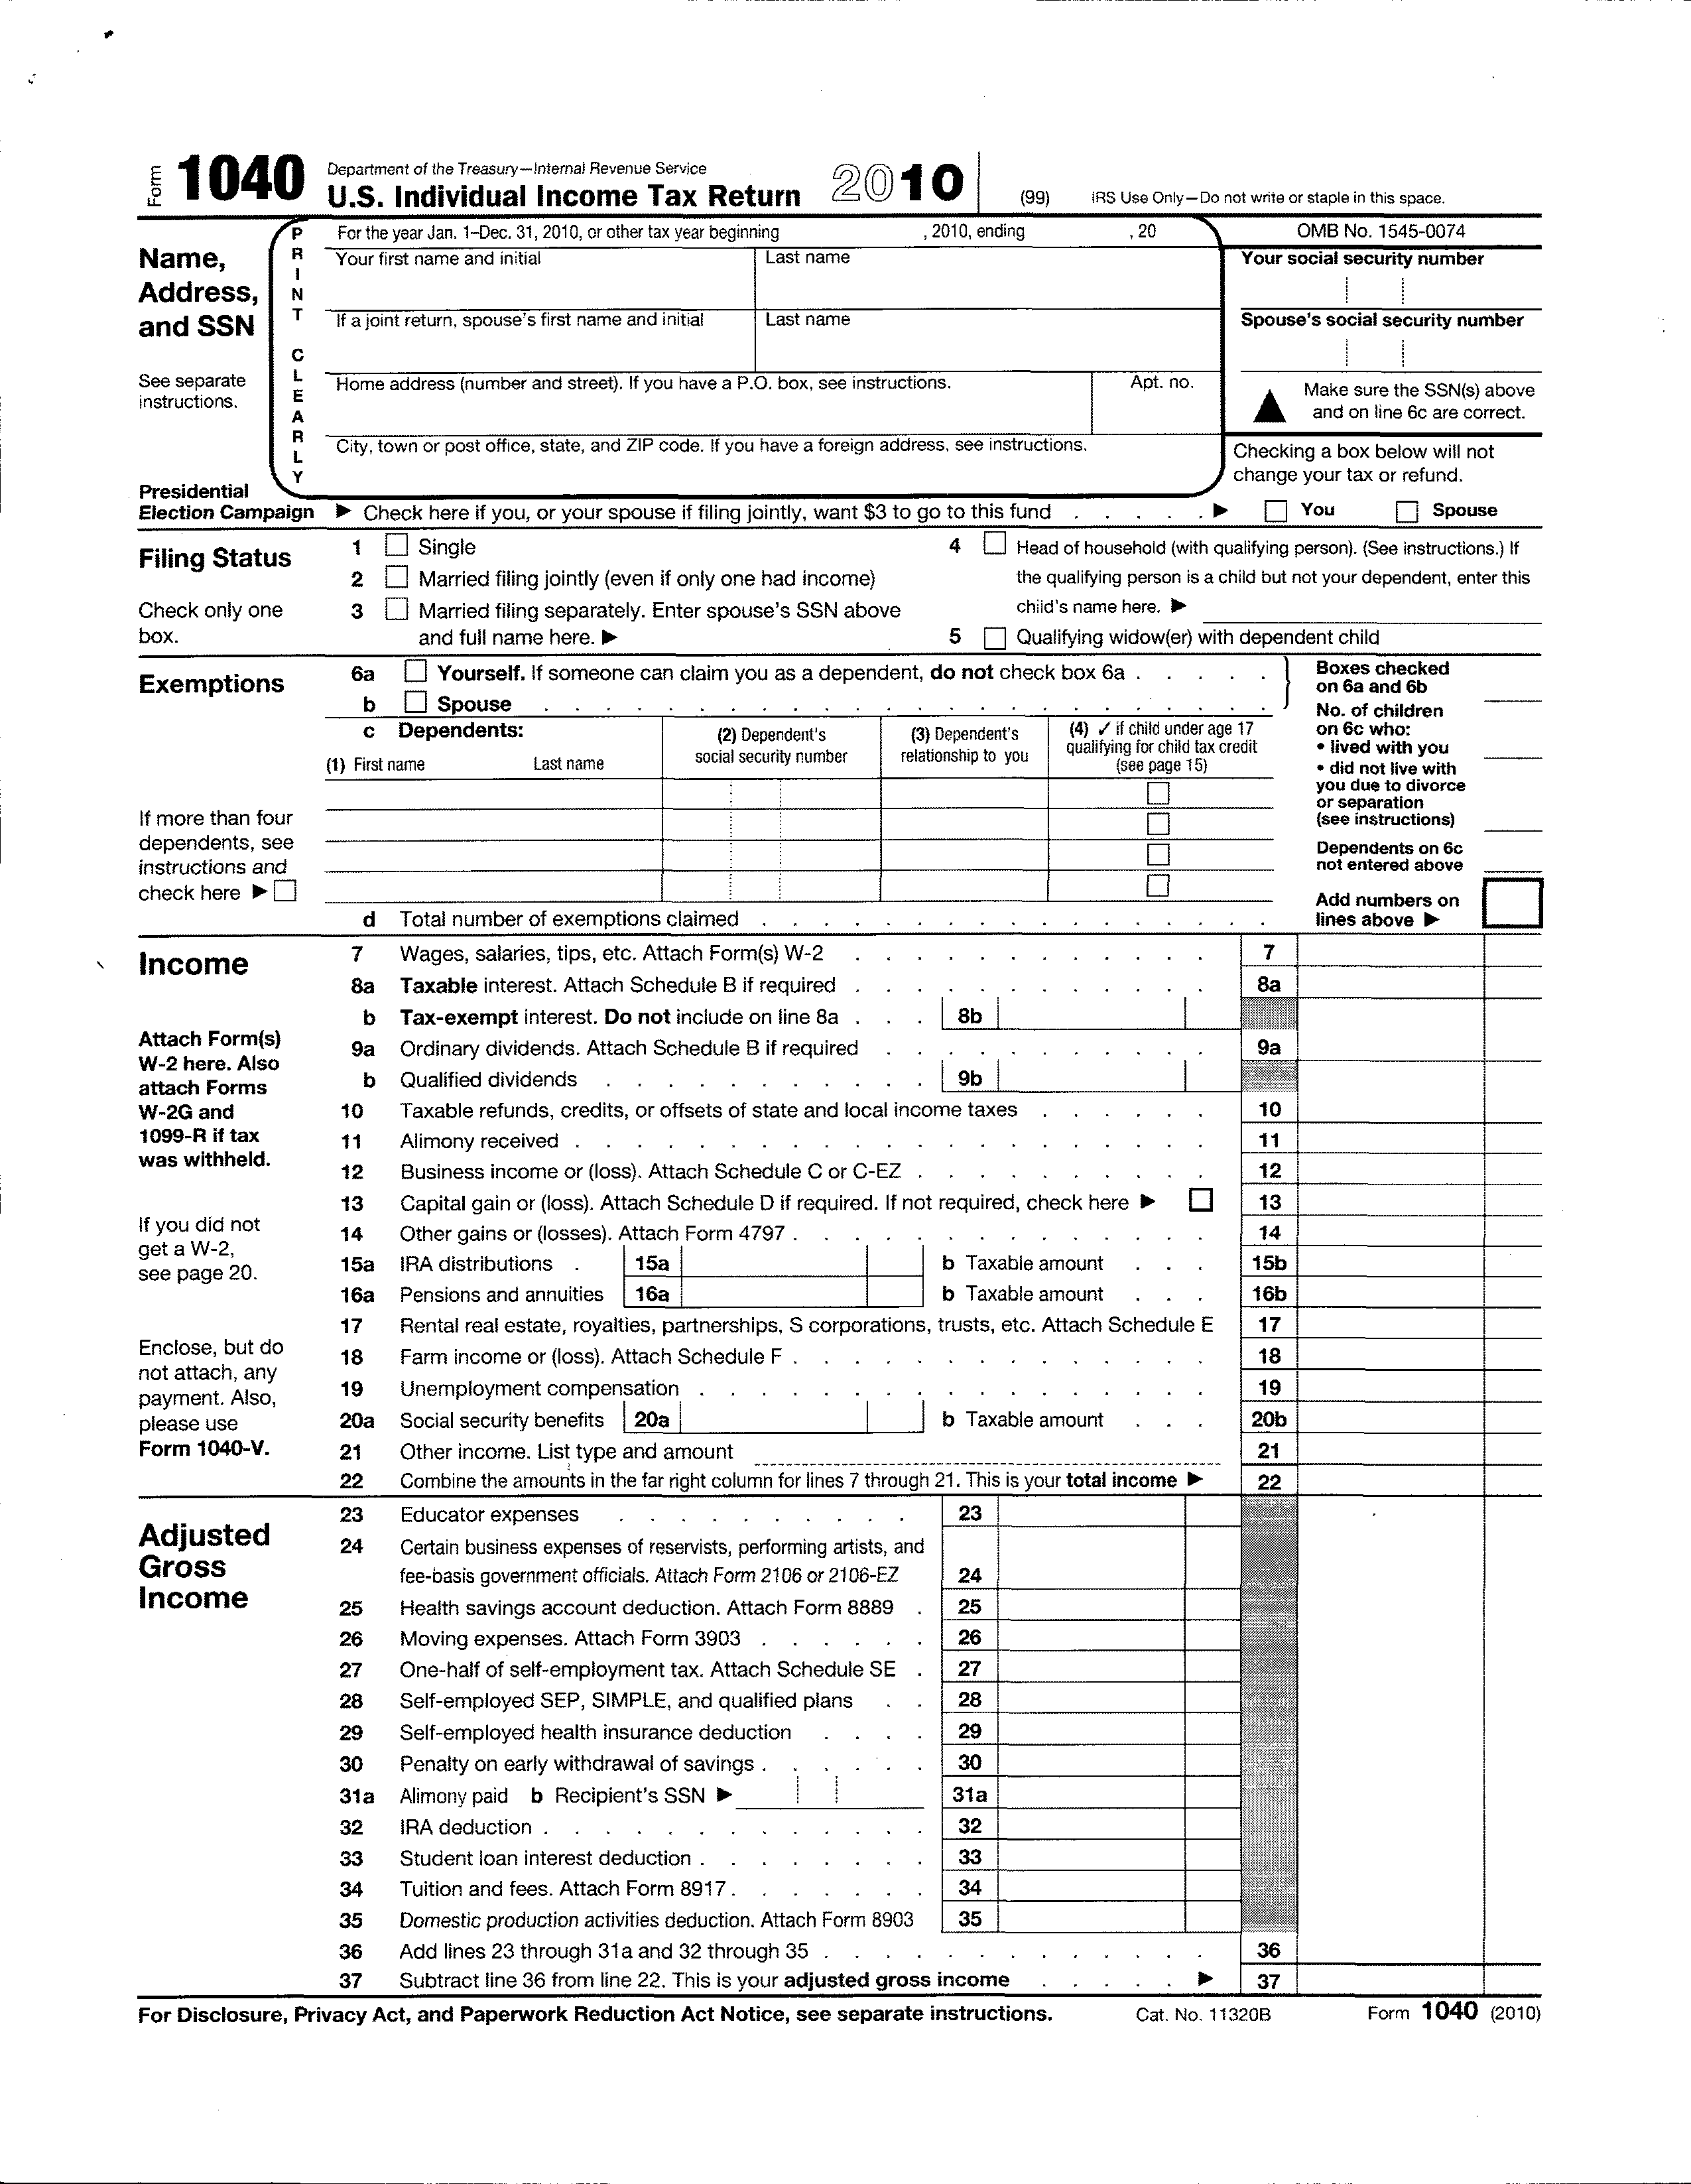 Form 1040 Department of the Treasury—Internal Revenue Service
U.S. Individual Income Tax Return 2010 (99) IRS Use Only—Do not write or staple in this space.
Name, Address, and SSN
See separate instructions.
PRINT CLEARLY
For the year Jan. 1–Dec. 31, 2010, or other tax year beginning , 2010, ending , 20
OMB No. 1545-0074
Your first name and initial Last name
Your social security number
If a joint return, spouse's first name and initial Last name
Spouse's social security number
Home address (number and street). If you have a P.O. box, see instructions. Apt. no.
▲ Make sure the SSN(s) above
and on line 6c are correct.
City, town or post office, state, and ZIP code. If you have a foreign address, see instructions.
Checking a box below will not
change your tax or refund.
Presidential
Election Campaign ▶ Check here if you, or your spouse if filing jointly, want $3 to go to this fund . . . . . ▶ ☐ You ☐ Spouse
Filing Status
Check only one
box.
1 ☐ Single
2 ☐ Married filing jointly (even if only one had income)
3 ☐ Married filing separately. Enter spouse's SSN above
and full name here. ▶
4 ☐ Head of household (with qualifying person). (See instructions.) If
the qualifying person is a child but not your dependent, enter this
child's name here. ▶
5 ☐ Qualifying widow(er) with dependent child
Exemptions
6a ☐ Yourself. If someone can claim you as a dependent, do not check box 6a . . . . .
b ☐ Spouse
c Dependents:
(1) First name Last name
(2) Dependent's
social security number
(3) Dependent's
relationship to you
(4) ✓ if child under age 17
qualifying for child tax credit
(see page 15)
If more than four
dependents, see
instructions and
check here ▶ ☐
d Total number of exemptions claimed
Boxes checked
on 6a and 6b
No. of children
on 6c who:
• lived with you
• did not live with
you due to divorce
or separation
(see instructions)
Dependents on 6c
not entered above
Add numbers on
lines above ▶
Income
Attach Form(s)
W-2 here. Also
attach Forms
W-2G and
1099-R if tax
was withheld.
If you did not
get a W-2,
see page 20.
Enclose, but do
not attach, any
payment. Also,
please use
Form 1040-V.
7 Wages, salaries, tips, etc. Attach Form(s) W-2 7
8a Taxable interest. Attach Schedule B if required 8a
b Tax-exempt interest. Do not include on line 8a . . . 8b
9a Ordinary dividends. Attach Schedule B if required 9a
b Qualified dividends 9b
10 Taxable refunds, credits, or offsets of state and local income taxes 10
11 Alimony received 11
12 Business income or (loss). Attach Schedule C or C-EZ 12
13 Capital gain or (loss). Attach Schedule D if required. If not required, check here ▶ ☐ 13
14 Other gains or (losses). Attach Form 4797 14
15a IRA distributions . 15a b Taxable amount . . . 15b
16a Pensions and annuities 16a b Taxable amount . . . 16b
17 Rental real estate, royalties, partnerships, S corporations, trusts, etc. Attach Schedule E 17
18 Farm income or (loss). Attach Schedule F 18
19 Unemployment compensation 19
20a Social security benefits 20a b Taxable amount . . . 20b
21 Other income. List type and amount 21
22 Combine the amounts in the far right column for lines 7 through 21. This is your total income ▶ 22
Adjusted
Gross
Income
23 Educator expenses 23
24 Certain business expenses of reservists, performing artists, and
fee-basis government officials. Attach Form 2106 or 2106-EZ 24
25 Health savings account deduction. Attach Form 8889 . 25
26 Moving expenses. Attach Form 3903 26
27 One-half of self-employment tax. Attach Schedule SE . 27
28 Self-employed SEP, SIMPLE, and qualified plans . . 28
29 Self-employed health insurance deduction . . . . 29
30 Penalty on early withdrawal of savings 30
31a Alimony paid b Recipient's SSN ▶ 31a
32 IRA deduction 32
33 Student loan interest deduction 33
34 Tuition and fees. Attach Form 8917 34
35 Domestic production activities deduction. Attach Form 8903 35
36 Add lines 23 through 31a and 32 through 35 36
37 Subtract line 36 from line 22. This is your adjusted gross income . . . . . ▶ 37
For Disclosure, Privacy Act, and Paperwork Reduction Act Notice, see separate instructions. Cat. No. 11320B Form 1040 (2010)